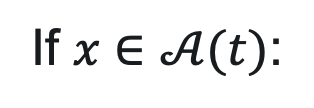 If 𝑥 ∈ 𝒜(𝑡):